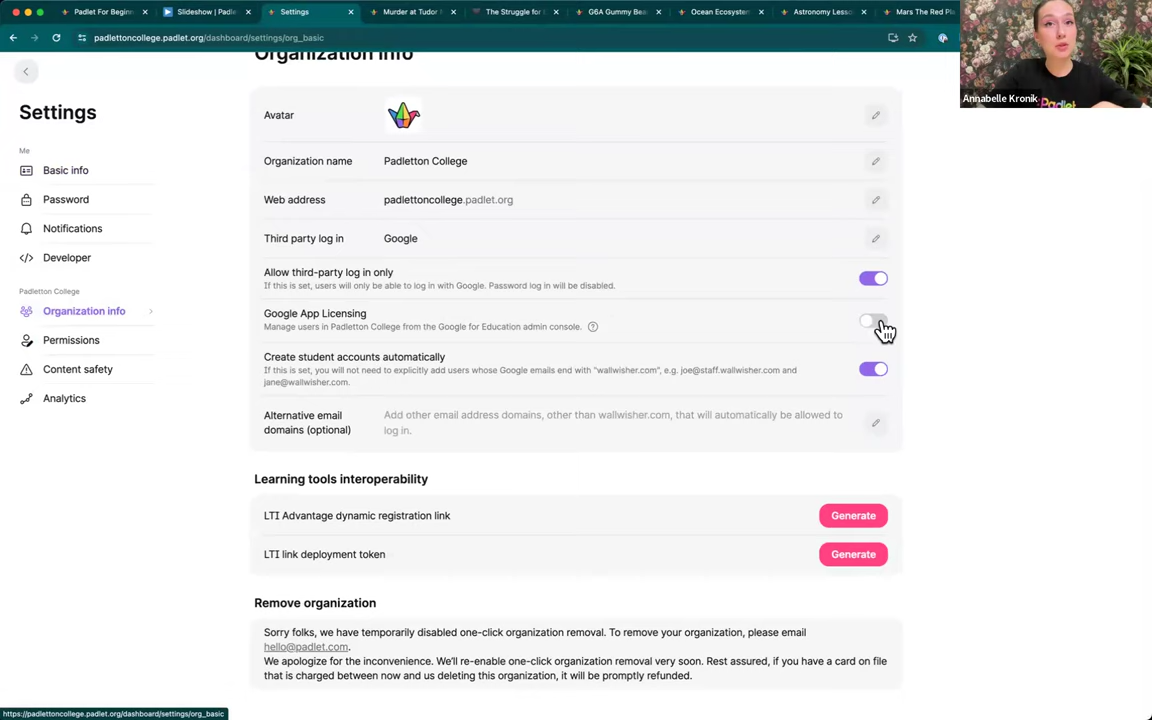 Padlet For Beginn
Slideshow | Padle
Settings
Murder at Tudor
The Struggle for
G6A Gummy Bea
Ocean Ecosystem
Astronomy Lesso
Mars The Red Pla
padlettoncollege.padlet.org/dashboard/settings/org_basic
Annabelle Kronik
Padlet
Settings
Me
Basic info
Password
Notifications
Developer
Padletton College
Organization info
Permissions
Content safety
Analytics
Organization info
Avatar
Organization name Padletton College
Web address padlettoncollege.padlet.org
Third party log in Google
Allow third-party log in only
If this is set, users will only be able to log in with Google. Password log in will be disabled.
Google App Licensing
Manage users in Padletton College from the Google for Education admin console. ?
Create student accounts automatically
If this is set, you will not need to explicitly add users whose Google emails end with "wallwisher.com", e.g. joe@staff.wallwisher.com and
jane@wallwisher.com.
Alternative email Add other email address domains, other than wallwisher.com, that will automatically be allowed to
domains (optional) log in.
Learning tools interoperability
LTI Advantage dynamic registration link Generate
LTI link deployment token Generate
Remove organization
Sorry folks, we have temporarily disabled one-click organization removal. To remove your organization, please email
hello@padlet.com.
We apologize for the inconvenience. We'll re-enable one-click organization removal very soon. Rest assured, if you have a card on file
that is charged between now and us deleting this organization, it will be promptly refunded.
https://padlettoncollege.padlet.org/dashboard/settings/org_basic